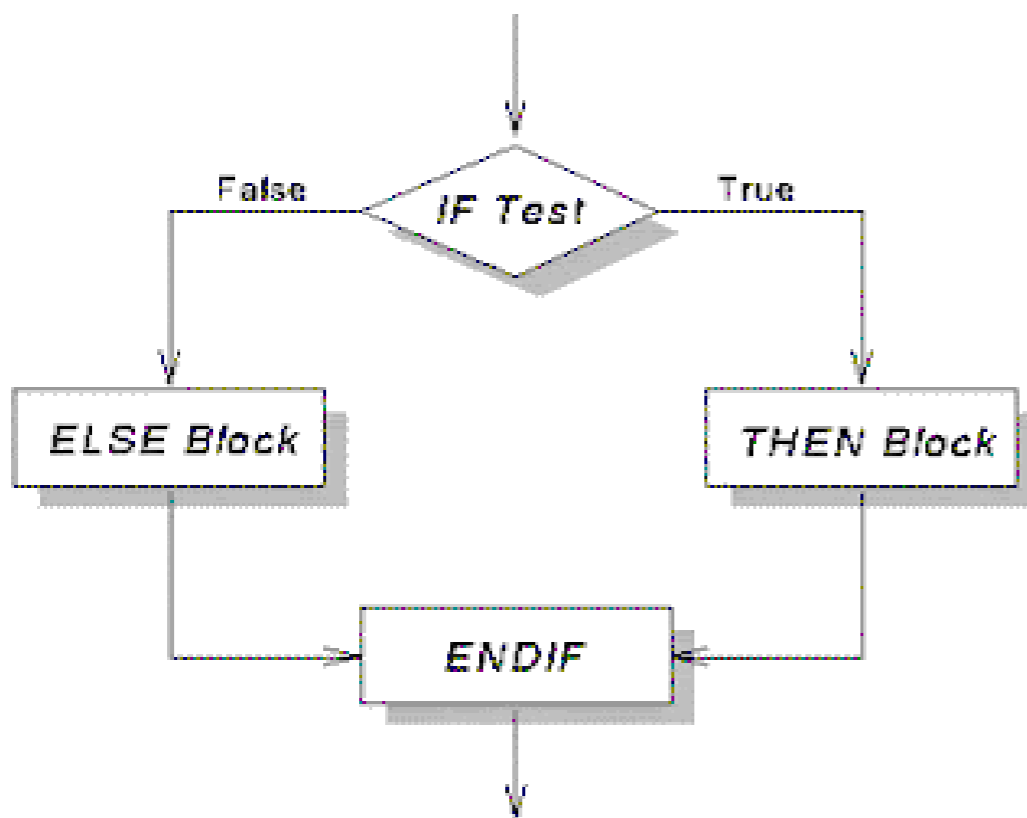 False
True
IF Test
ELSE Block
THEN Block
ENDIF